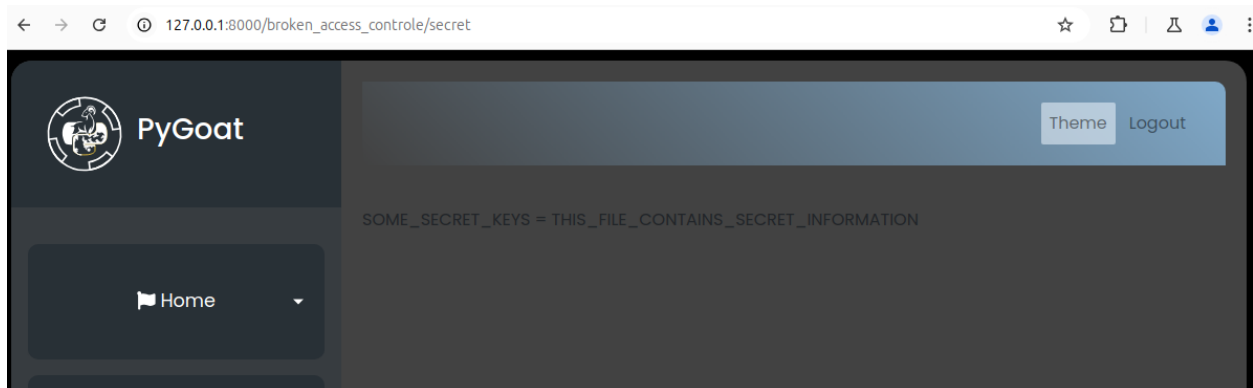 127.0.0.1:8000/broken_access_controle/secret
PyGoat
Theme Logout
SOME_SECRET_KEYS = THIS_FILE_CONTAINS_SECRET_INFORMATION
Home